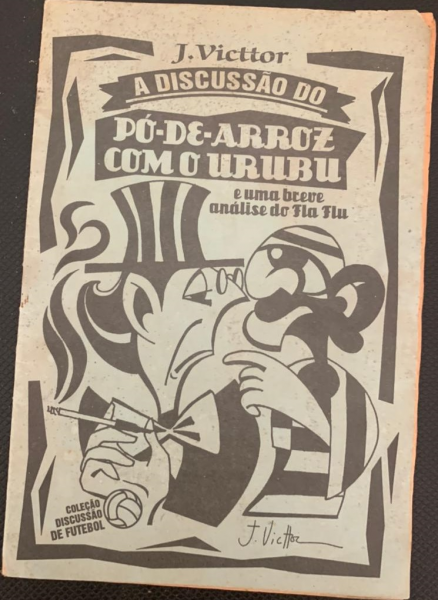 J.Victtor
A DISCUSSÃO DO
PÓ-DE-ARROZ
COM O URUBU
e uma breve
análise do Fla Flu
COLEÇÃO
DISCUSSÃO
DE FUTEBOL
J. Victtor